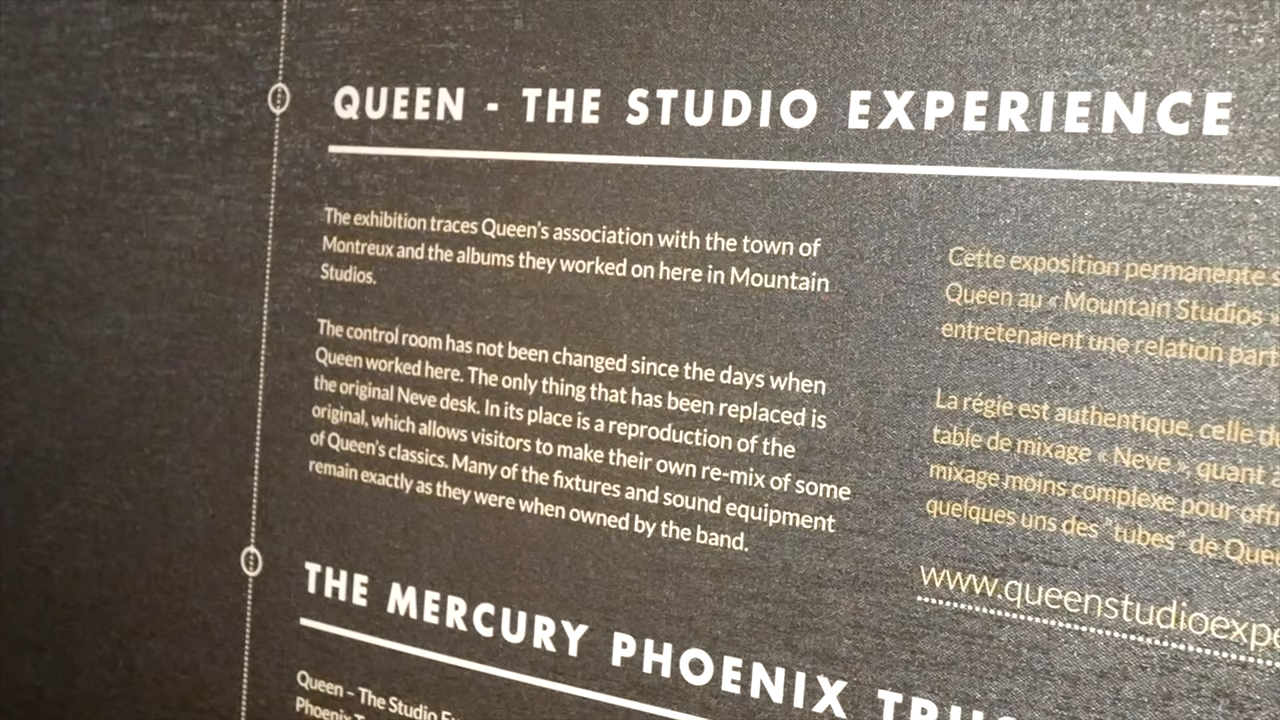 QUEEN - THE STUDIO EXPERIENCE
The exhibition traces Queen's association with the town of
Montreux and the albums they worked on here in Mountain
Studios.
The control room has not been changed since the days when
Queen worked here. The only thing that has been replaced is
the original Neve desk. In its place is a reproduction of the
original, which allows visitors to make their own re-mix of some
of Queen's classics. Many of the fixtures and sound equipment
remain exactly as they were when owned by the band.
Cette exposition permanente
Queen au « Mountain Studios »
entretenaient une relation
La régie est authentique, celle
table de mixage « Neve », quant
mixage moins complexe pour
quelques uns des "tubes" de
THE MERCURY PHOENIX
Queen – The Studio
Phoenix